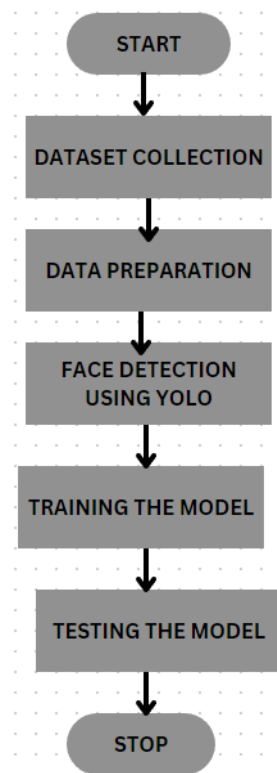 START
DATASET COLLECTION
DATA PREPARATION
FACE DETECTION
USING YOLO
TRAINING THE MODEL
TESTING THE MODEL
STOP